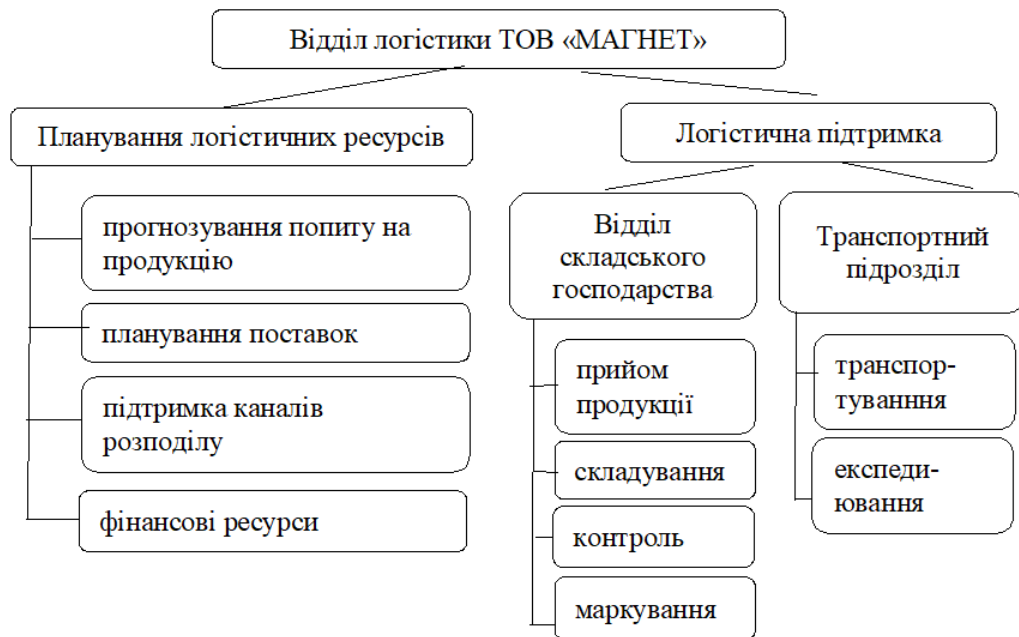 Відділ логістики ТОВ «МАГНЕТ»
Планування логістичних ресурсів
прогнозування попиту на
продукцію
планування поставок
підтримка каналів
розподілу
фінансові ресурси
Логістична підтримка
Відділ
складського
господарства
прийом
продукції
складування
контроль
маркування
Транспортний
підрозділ
транспор-
туванння
експеди-
ювання